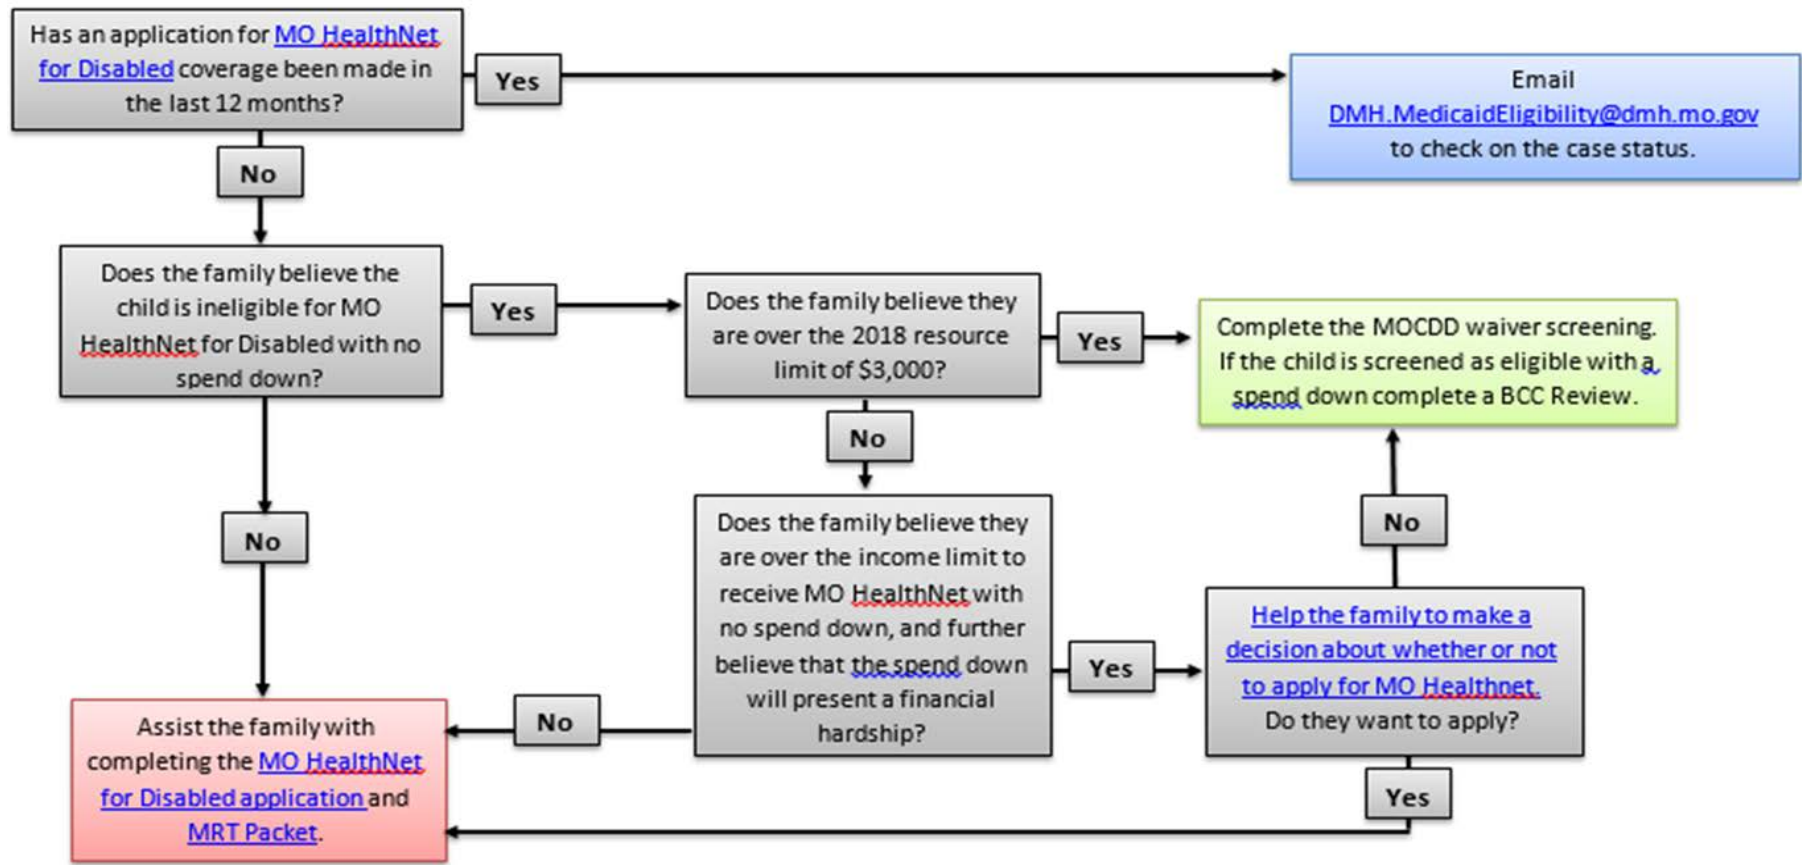 Has an application for MO HealthNet
for Disabled coverage been made in
the last 12 months?
Yes
Email
DMH.MedicaidEligibility@dmh.mo.gov
to check on the case status.
No
Does the family believe the
child is ineligible for MO
HealthNet for Disabled with no
spend down?
Yes
Does the family believe they
are over the 2018 resource
limit of $3,000?
Yes
Complete the MOCDD waiver screening.
If the child is screened as eligible with a
spend down complete a BCC Review.
No
No
Does the family believe they
are over the income limit to
receive MO HealthNet with
no spend down, and further
believe that the spend down
will present a financial
hardship?
Yes
No
Help the family to make a
decision about whether or not
to apply for MO Healthnet.
Do they want to apply?
No
Yes
Assist the family with
completing the MO HealthNet
for Disabled application and
MRT Packet.